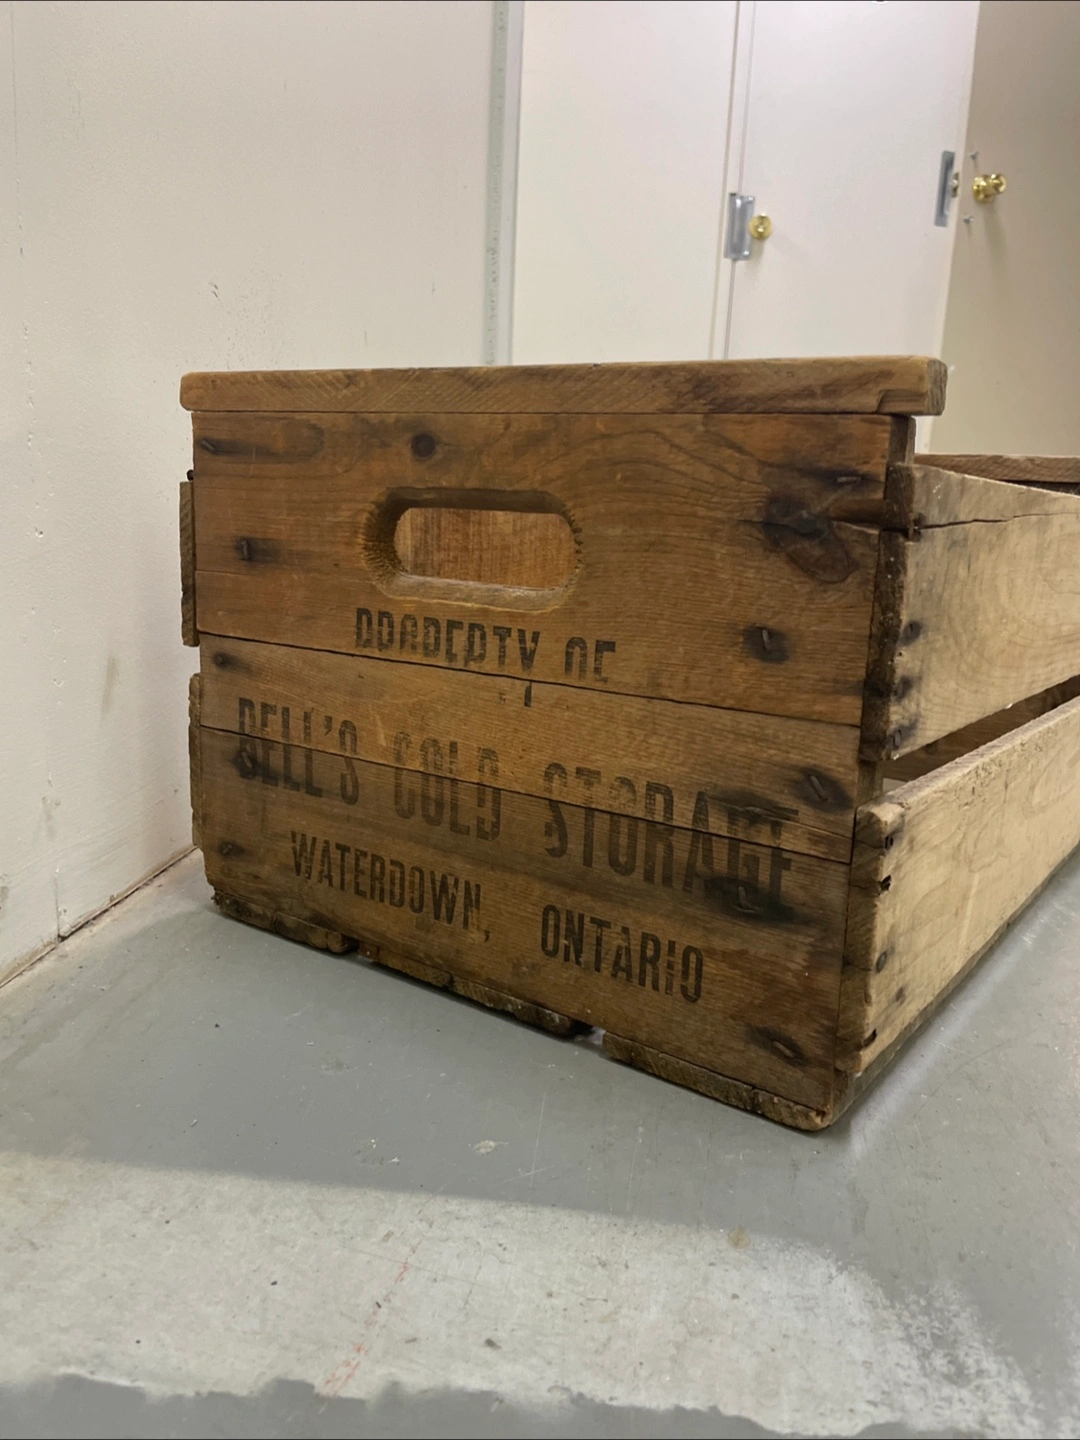 PROPERTY OF
BELL'S COLD STORAGE
WATERDOWN, ONTARIO